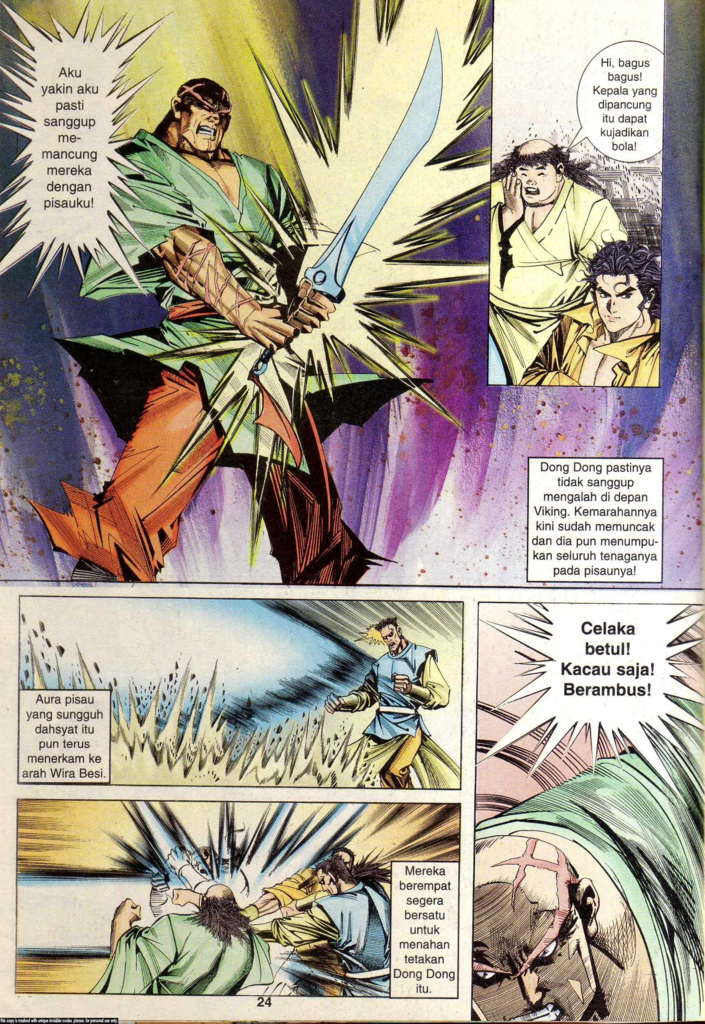 Aku
yakin aku
pasti
sanggup
me-
mancung
mereka
dengan
pisauku!
Hi, bagus
bagus!
Kepala yang
dipancung
itu dapat
kujadikan
bola!
Dong Dong pastinya
tidak sanggup
mengalah di depan
Viking. Kemarahannya
kini sudah memuncak
dan dia pun menumpu-
kan seluruh tenaganya
pada pisaunya!
Aura pisau
yang sungguh
dahsyat itu
pun terus
menerkam ke
arah Wira Besi.
Celaka
betul!
Kacau saja!
Berambus!
Mereka
berempat
segera
bersatu
untuk
menahan
tetakan
Dong Dong
itu.
24